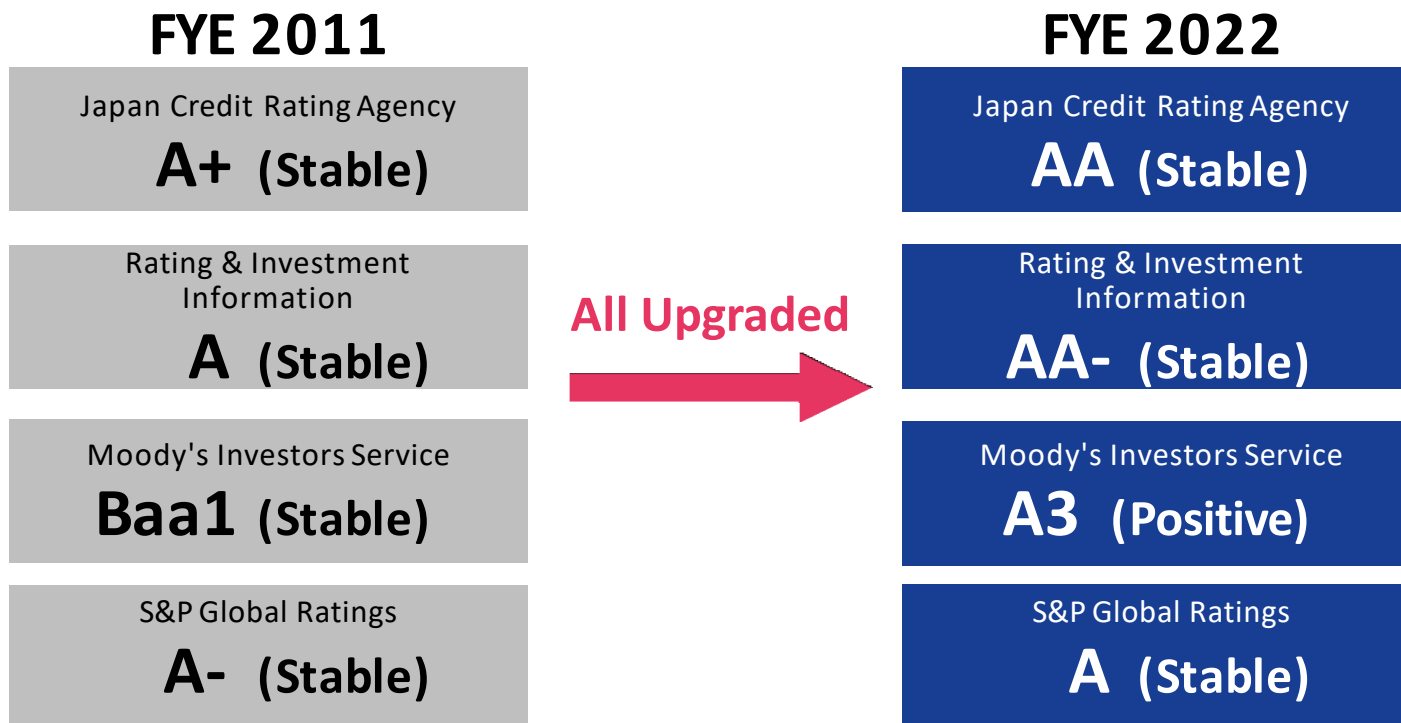 FYE 2011
Japan Credit Rating Agency
A+ (Stable)
Rating & Investment
Information
A (Stable)
Moody's Investors Service
Baa1 (Stable)
S&P Global Ratings
A- (Stable)
All Upgraded
FYE 2022
Japan Credit Rating Agency
AA (Stable)
Rating & Investment
Information
AA- (Stable)
Moody's Investors Service
A3 (Positive)
S&P Global Ratings
A (Stable)